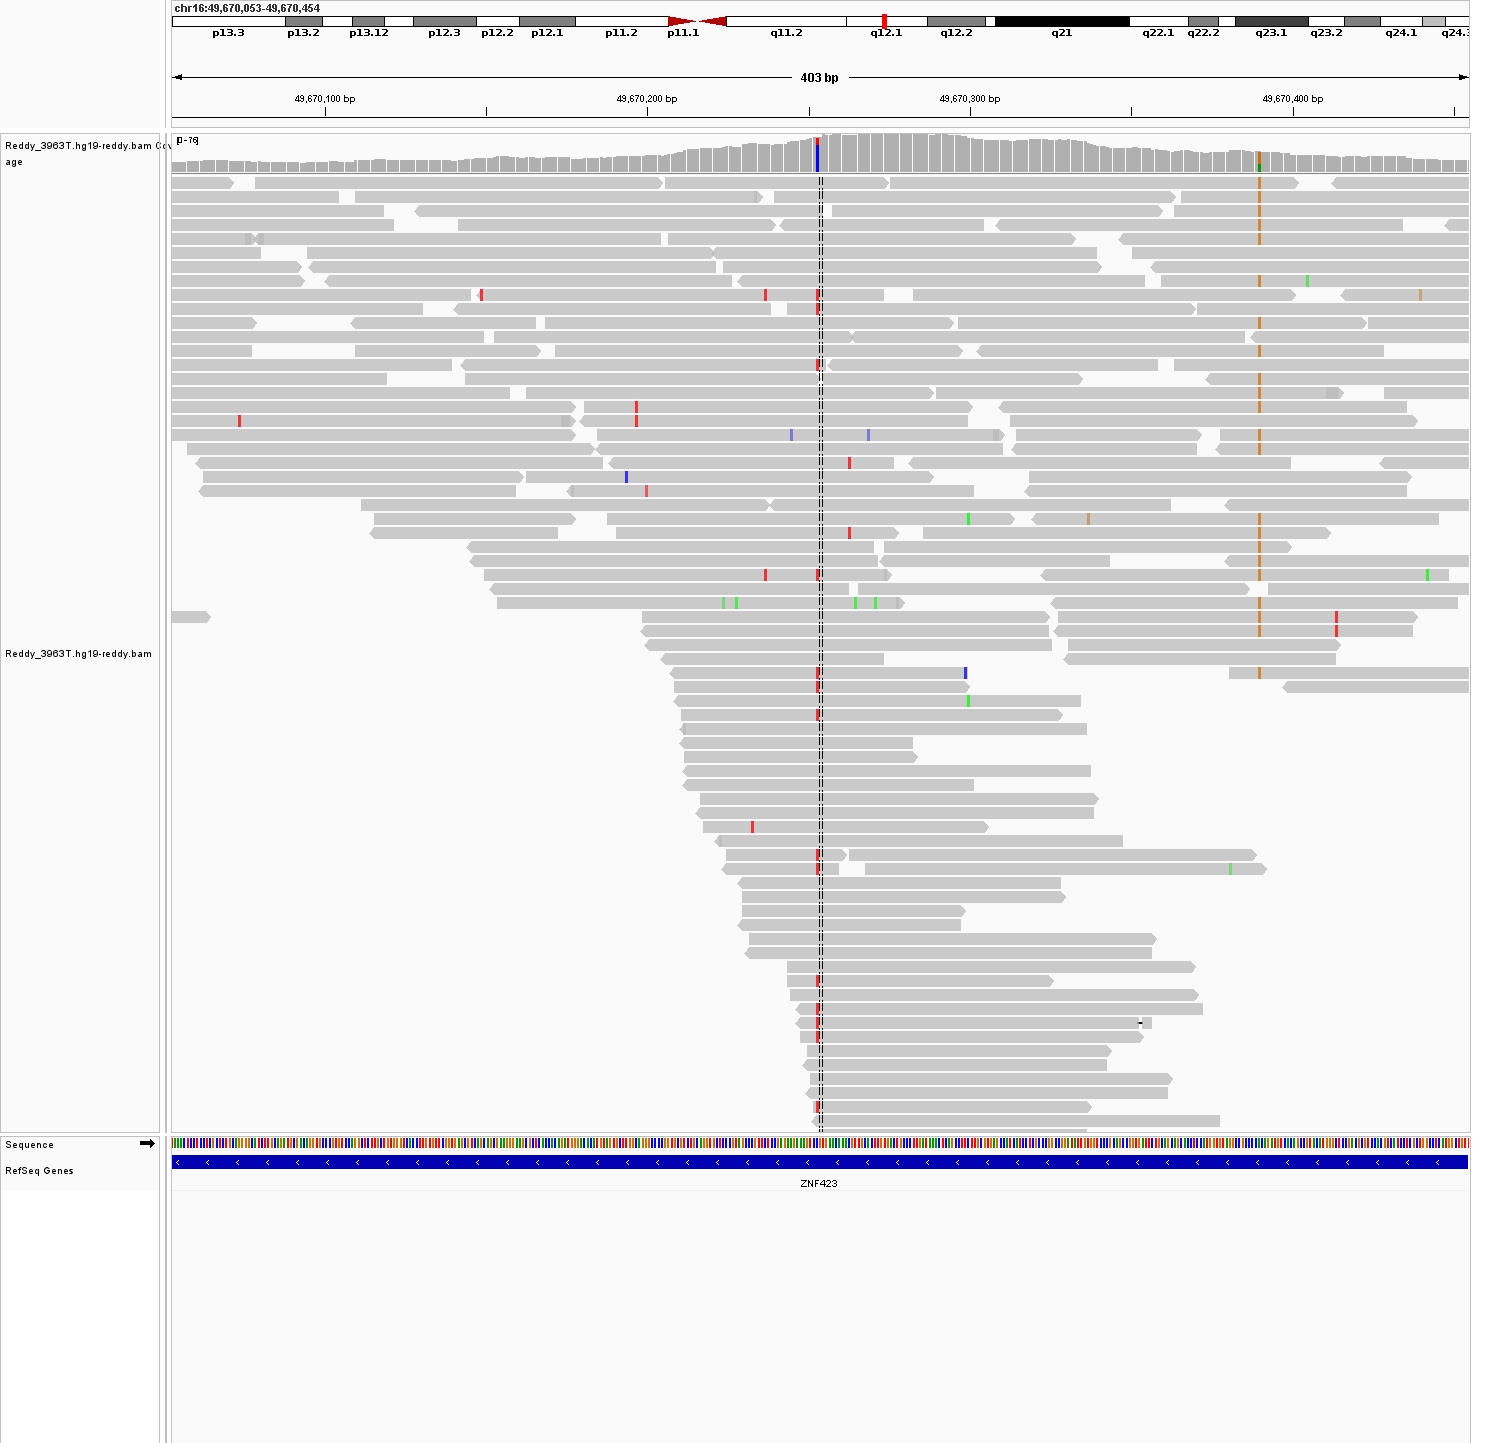 chr16:49,670,053-49,670,454
p13.3 p13.2 p13.12 p12.3 p12.2 p12.1 p11.2 p11.1 q11.2 q12.1 q12.2 q21 q22.1 q22.2 q23.1 q23.2 q24.1 q24.3
403 bp
49,670,100 bp 49,670,200 bp 49,670,300 bp 49,670,400 bp
[0 - 76]
Reddy_3963T.hg19-reddy.bam Cov
age
Reddy_3963T.hg19-reddy.bam
Sequence
RefSeq Genes
ZNF423